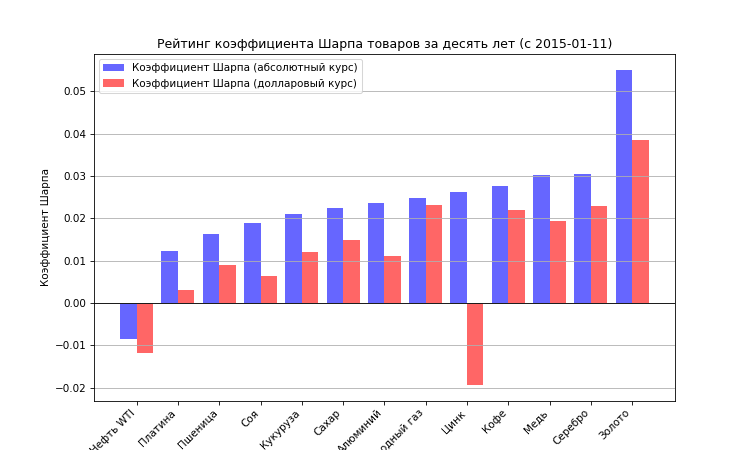 Рейтинг коэффициента Шарпа товаров за десять лет (с 2015-01-11)
Коэффициент Шарпа (абсолютный курс)
Коэффициент Шарпа (долларовый курс)
Коэффициент Шарпа
0.05
0.04
0.03
0.02
0.01
0.00
−0.01
−0.02
Нефть WTI
Платина
Пшеница
Соя
Кукуруза
Сахар
Алюминий
одный газ
Цинк
Кофе
Медь
Серебро
Золото